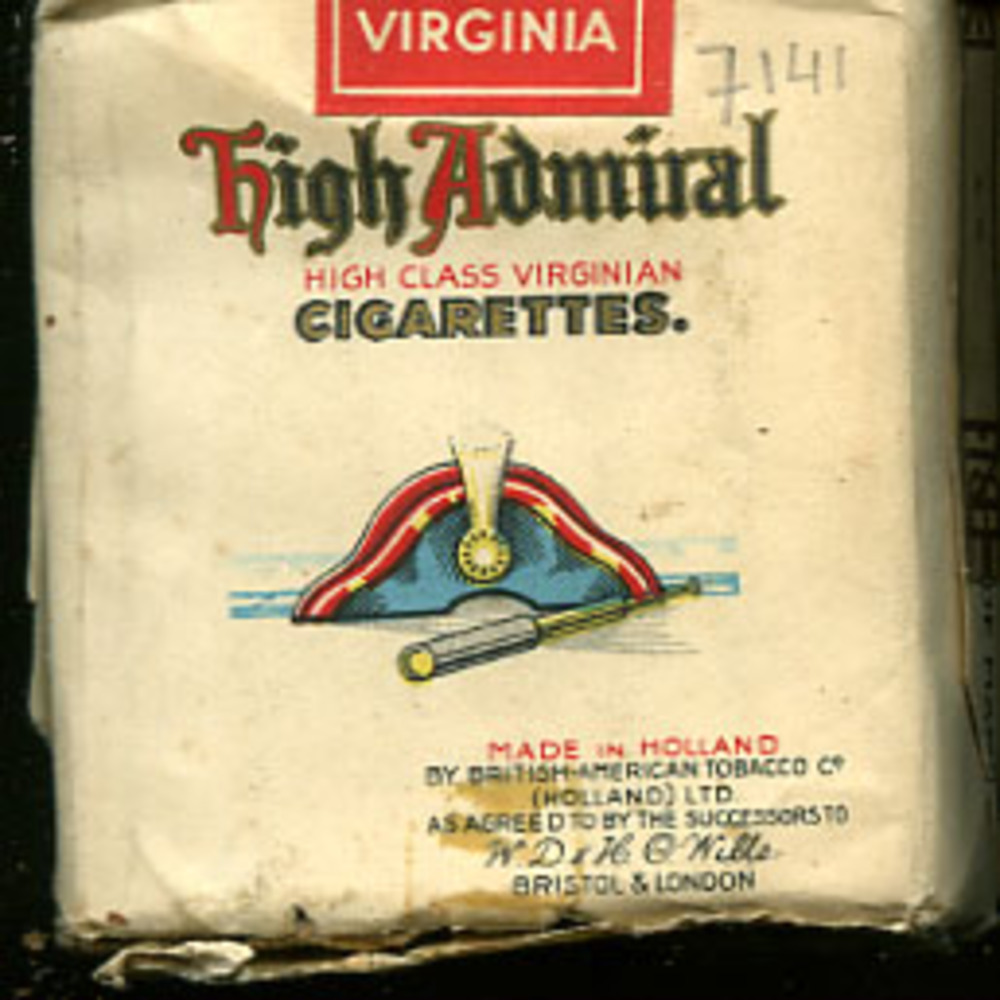 VIRGINIA
7141
High Admiral
HIGH CLASS VIRGINIAN
CIGARETTES.
MADE IN HOLLAND
BY BRITISH-AMERICAN TOBACCO Cº
(HOLLAND) LTD.
AS AGREED TO BY THE SUCCESSORS TO
W. D & H. O. Wills.
BRISTOL & LONDON